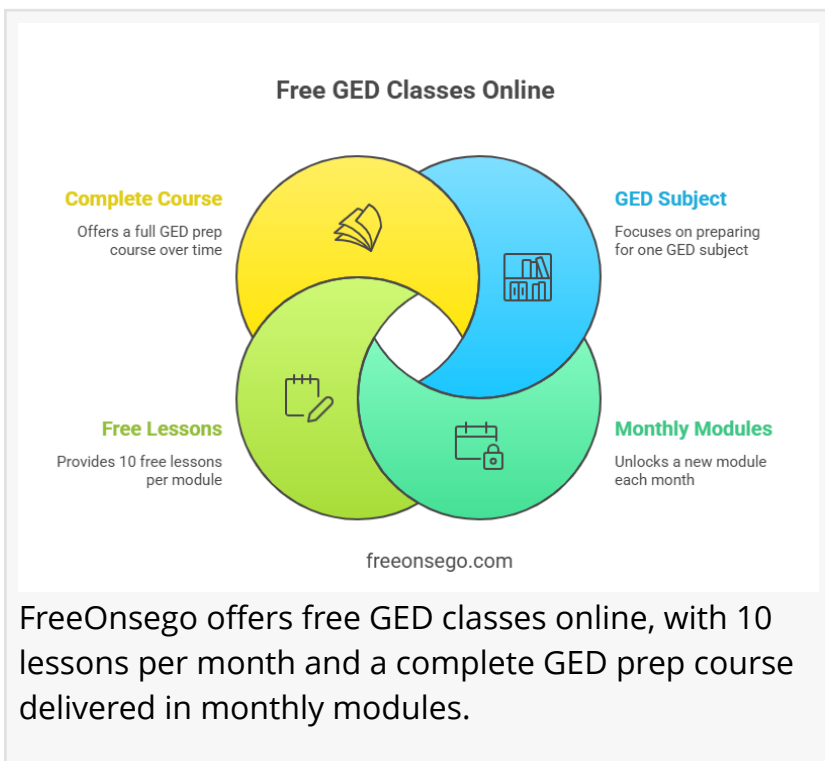 Free GED Classes Online
Complete Course
Offers a full GED prep
course over time
GED Subject
Focuses on preparing
for one GED subject
Free Lessons
Provides 10 free lessons
per module
Monthly Modules
Unlocks a new module
each month
freeonsego.com
FreeOnsego offers free GED classes online, with 10
lessons per month and a complete GED prep course
delivered in monthly modules.